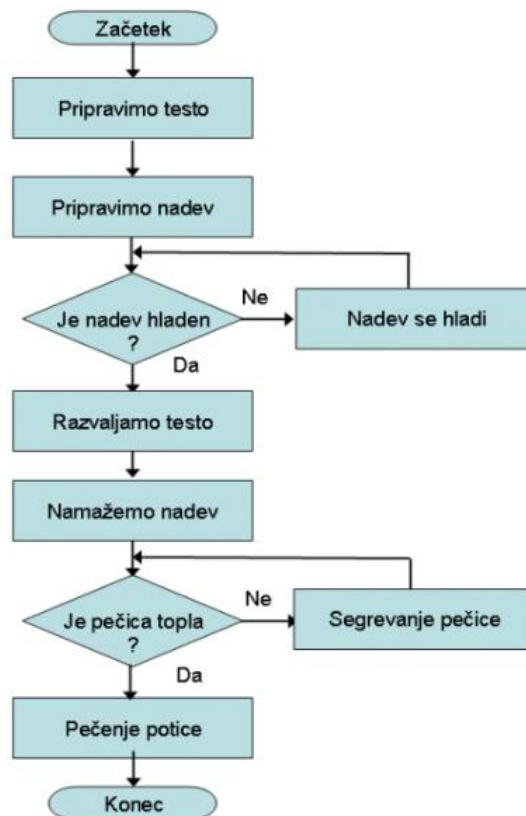 Začetek
Pripravimo testo
Pripravimo nadev
Je nadev hladen
?
Ne
Nadev se hladi
Da
Razvaljamo testo
Namažemo nadev
Je pečica topla
?
Ne
Segrevanje pečice
Da
Pečenje potice
Konec